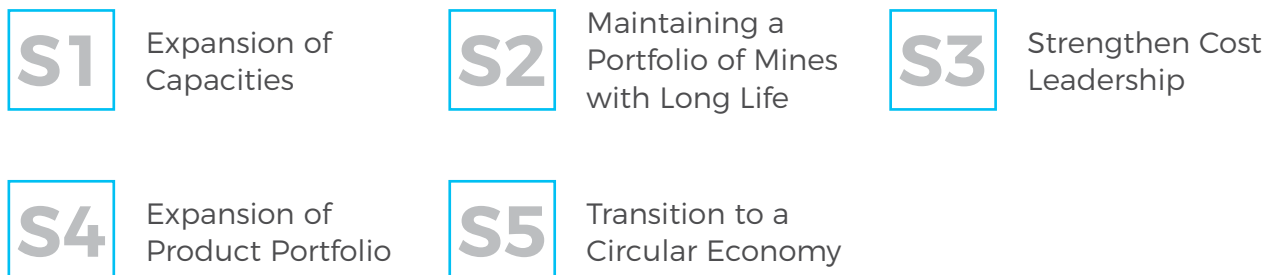 S1
Expansion of
Capacities
S2
Maintaining a
Portfolio of Mines
with Long Life
S3
Strengthen Cost
Leadership
S4
Expansion of
Product Portfolio
S5
Transition to a
Circular Economy